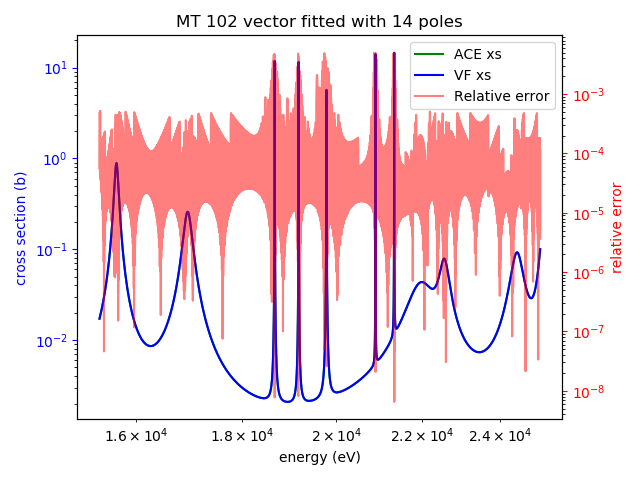 MT 102 vector fitted with 14 poles
ACE xs
VF xs
Relative error
cross section (b)
10¹
10⁰
10⁻¹
10⁻²
relative error
10⁻³
10⁻⁴
10⁻⁵
10⁻⁶
10⁻⁷
10⁻⁸
1.6 × 10⁴ 1.8 × 10⁴ 2 × 10⁴ 2.2 × 10⁴ 2.4 × 10⁴
energy (eV)